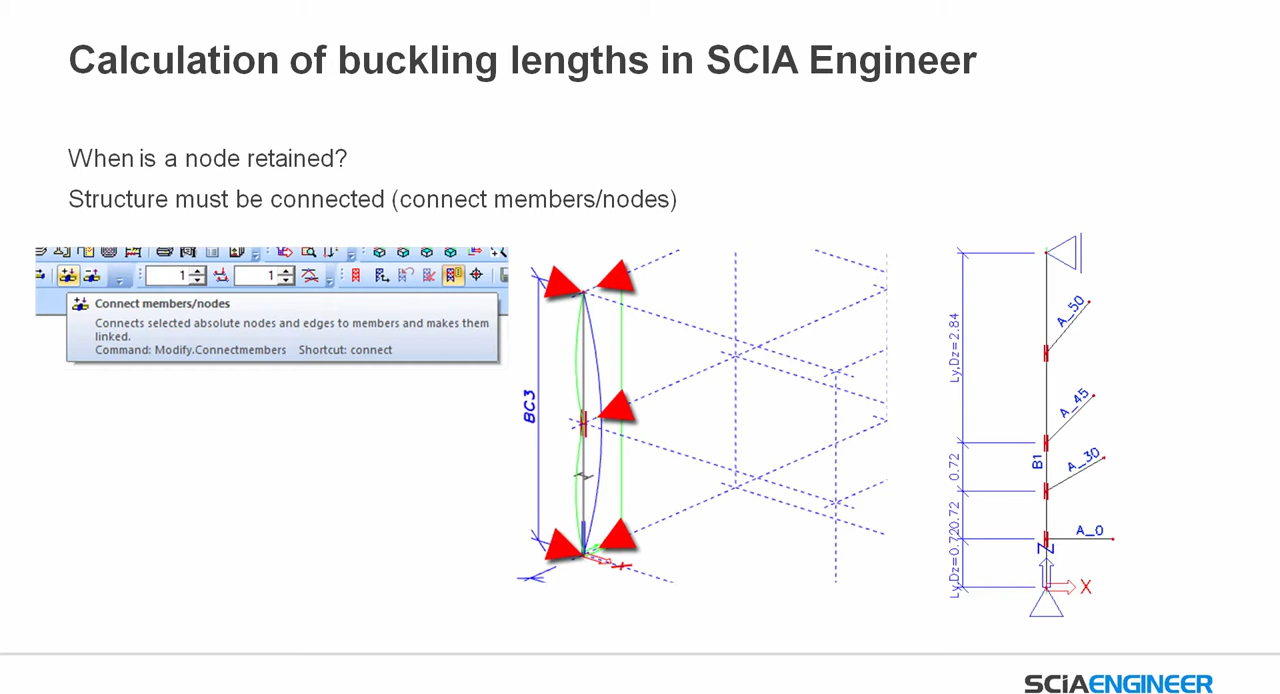 Calculation of buckling lengths in SCIA Engineer
When is a node retained?
Structure must be connected (connect members/nodes)
1
1
Connect members/nodes
Connects selected absolute nodes and edges to members and makes them
linked.
Command: Modify.Connectmembers Shortcut: connect
BC3
Ly,Dz=2.84
0.72
0.72
Ly,Dz=0.72
A_50
A_45
A_30
A_0
B1
Z
X
SCiAENGINEER